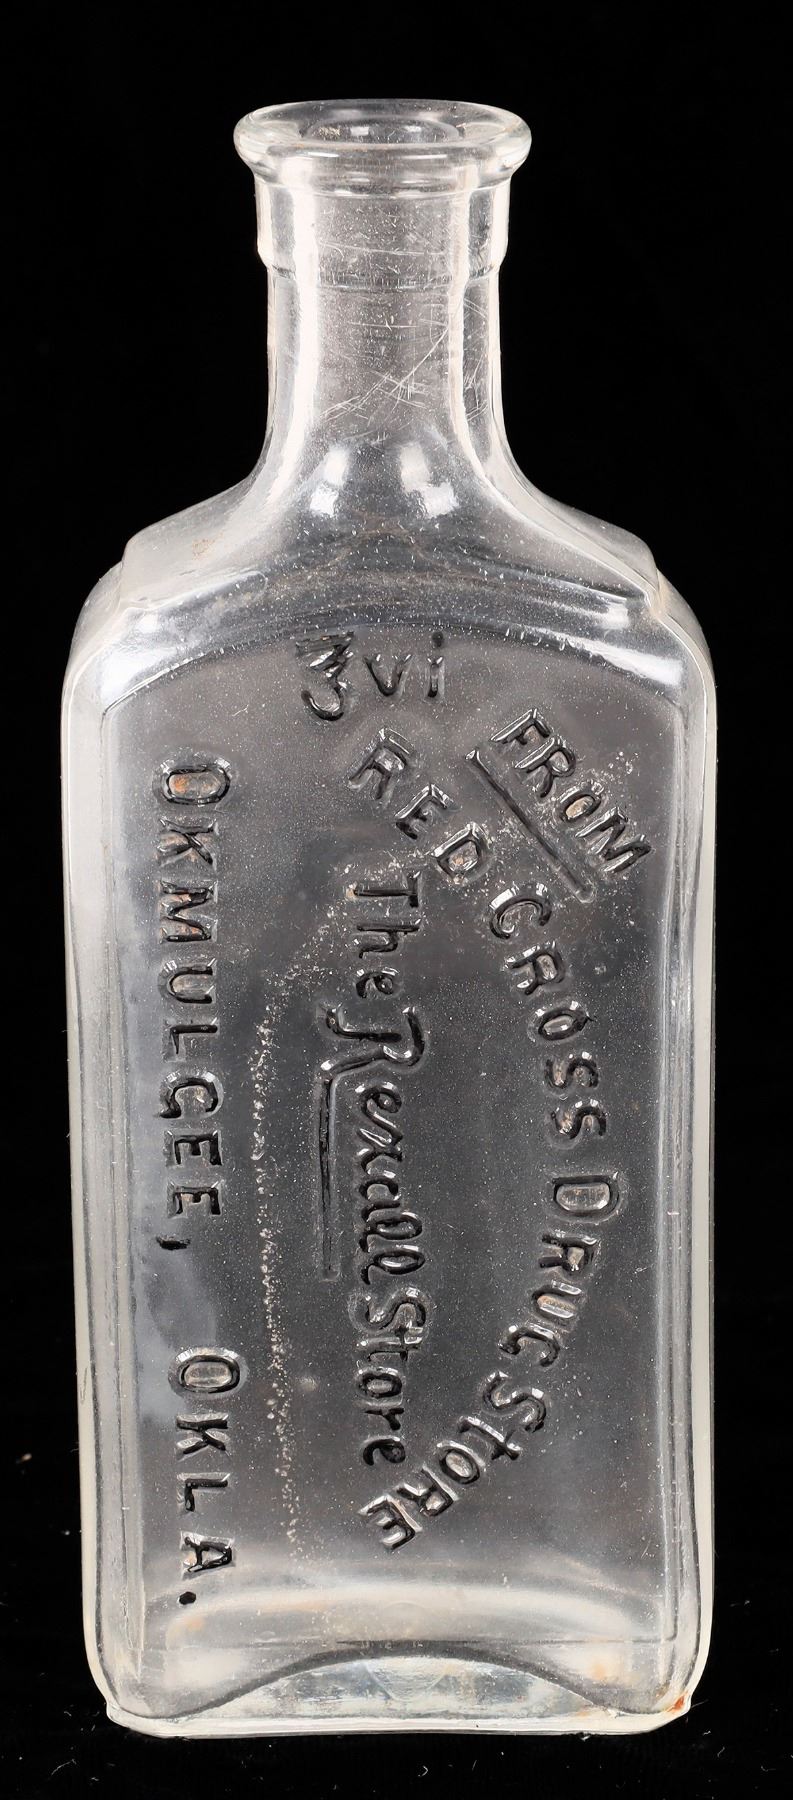 ℥vi
FROM
RED CROSS DRUG STORE
The Rexall Store
OKMULGEE, OKLA.